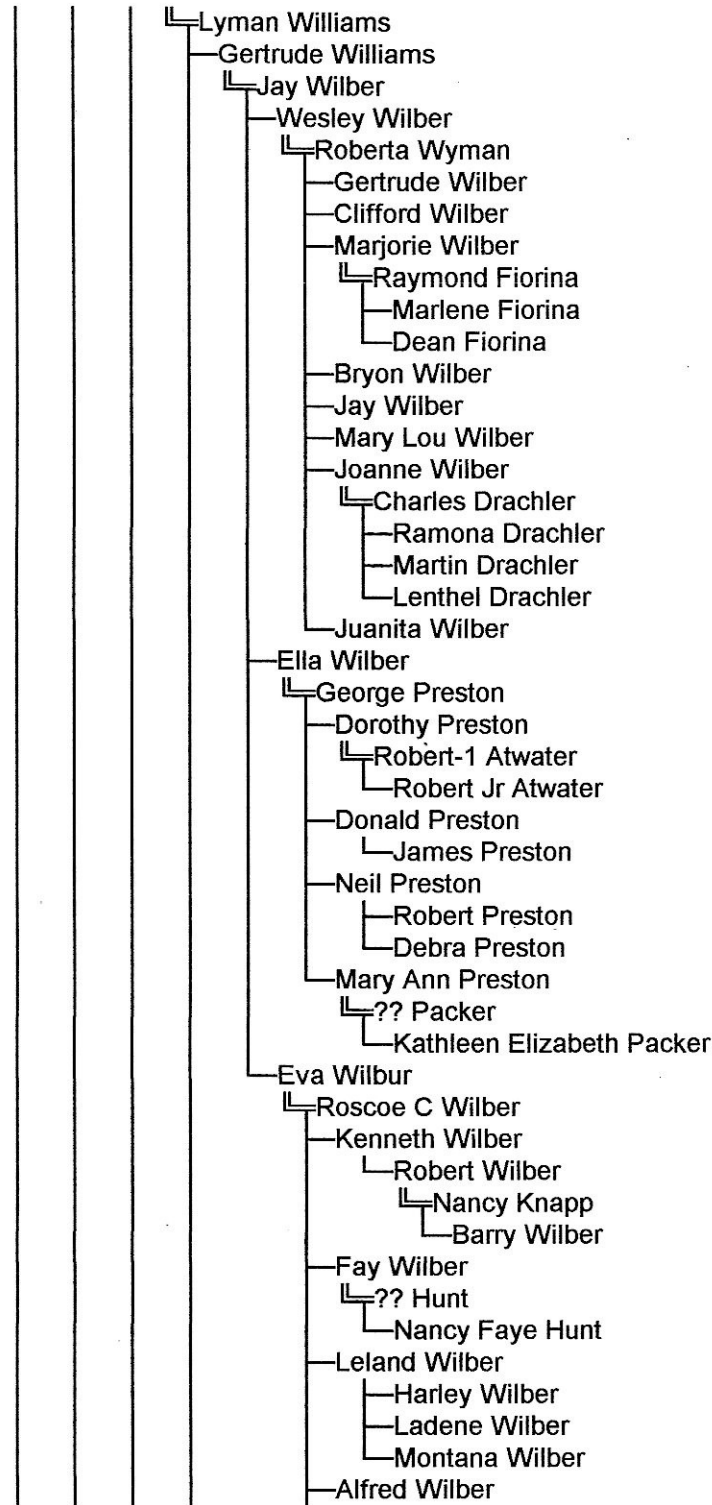 Lyman Williams
Gertrude Williams
Jay Wilber
Wesley Wilber
Roberta Wyman
Gertrude Wilber
Clifford Wilber
Marjorie Wilber
Raymond Fiorina
Marlene Fiorina
Dean Fiorina
Bryon Wilber
Jay Wilber
Mary Lou Wilber
Joanne Wilber
Charles Drachler
Ramona Drachler
Martin Drachler
Lenthel Drachler
Juanita Wilber
Ella Wilber
George Preston
Dorothy Preston
Robert-1 Atwater
Robert Jr Atwater
Donald Preston
James Preston
Neil Preston
Robert Preston
Debra Preston
Mary Ann Preston
?? Packer
Kathleen Elizabeth Packer
Eva Wilbur
Roscoe C Wilber
Kenneth Wilber
Robert Wilber
Nancy Knapp
Barry Wilber
Fay Wilber
?? Hunt
Nancy Faye Hunt
Leland Wilber
Harley Wilber
Ladene Wilber
Montana Wilber
Alfred Wilber